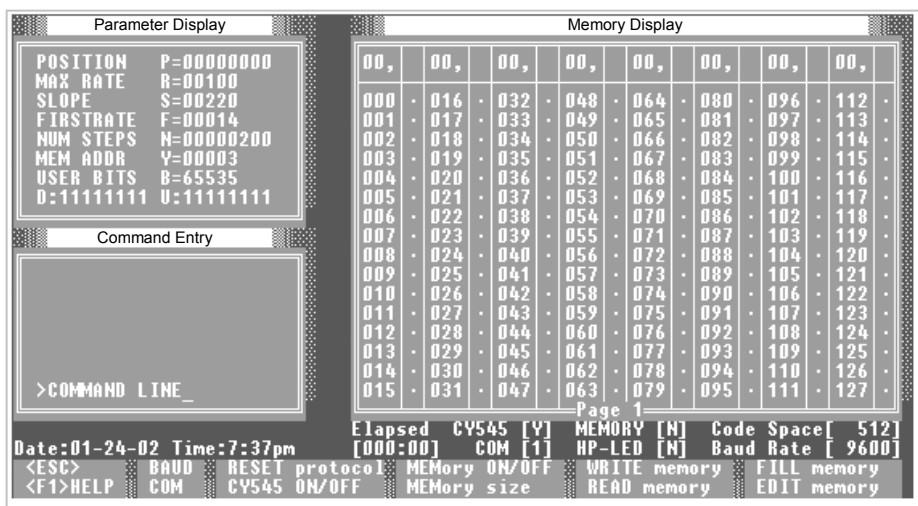 Parameter Display
POSITION P=00000000
MAX RATE R=00100
SLOPE S=00220
FIRSTRATE F=00014
NUM STEPS N=00000200
MEM ADDR Y=00003
USER BITS B=65535
D:11111111 U:11111111
Command Entry
>COMMAND LINE_
Memory Display
00, 00, 00, 00, 00, 00, 00, 00,
000 · 016 · 032 · 048 · 064 · 080 · 096 · 112 ·
001 · 017 · 033 · 049 · 065 · 081 · 097 · 113 ·
002 · 018 · 034 · 050 · 066 · 082 · 098 · 114 ·
003 · 019 · 035 · 051 · 067 · 083 · 099 · 115 ·
004 · 020 · 036 · 052 · 068 · 084 · 100 · 116 ·
005 · 021 · 037 · 053 · 069 · 085 · 101 · 117 ·
006 · 022 · 038 · 054 · 070 · 086 · 102 · 118 ·
007 · 023 · 039 · 055 · 071 · 087 · 103 · 119 ·
008 · 024 · 040 · 056 · 072 · 088 · 104 · 120 ·
009 · 025 · 041 · 057 · 073 · 089 · 105 · 121 ·
010 · 026 · 042 · 058 · 074 · 090 · 106 · 122 ·
011 · 027 · 043 · 059 · 075 · 091 · 107 · 123 ·
012 · 028 · 044 · 060 · 076 · 092 · 108 · 124 ·
013 · 029 · 045 · 061 · 077 · 093 · 109 · 125 ·
014 · 030 · 046 · 062 · 078 · 094 · 110 · 126 ·
015 · 031 · 047 · 063 · 079 · 095 · 111 · 127 ·
Page 1
Elapsed CY545 [Y] MEMORY [N] Code Space[ 512]
Date:01-24-02 Time:7:37pm [000:00] COM [1] HP-LED [N] Baud Rate [ 9600]
<ESC> BAUD RESET protocol MEMory ON/OFF WRITE memory FILL memory
<F1>HELP COM CY545 ON/OFF MEMory size READ memory EDIT memory